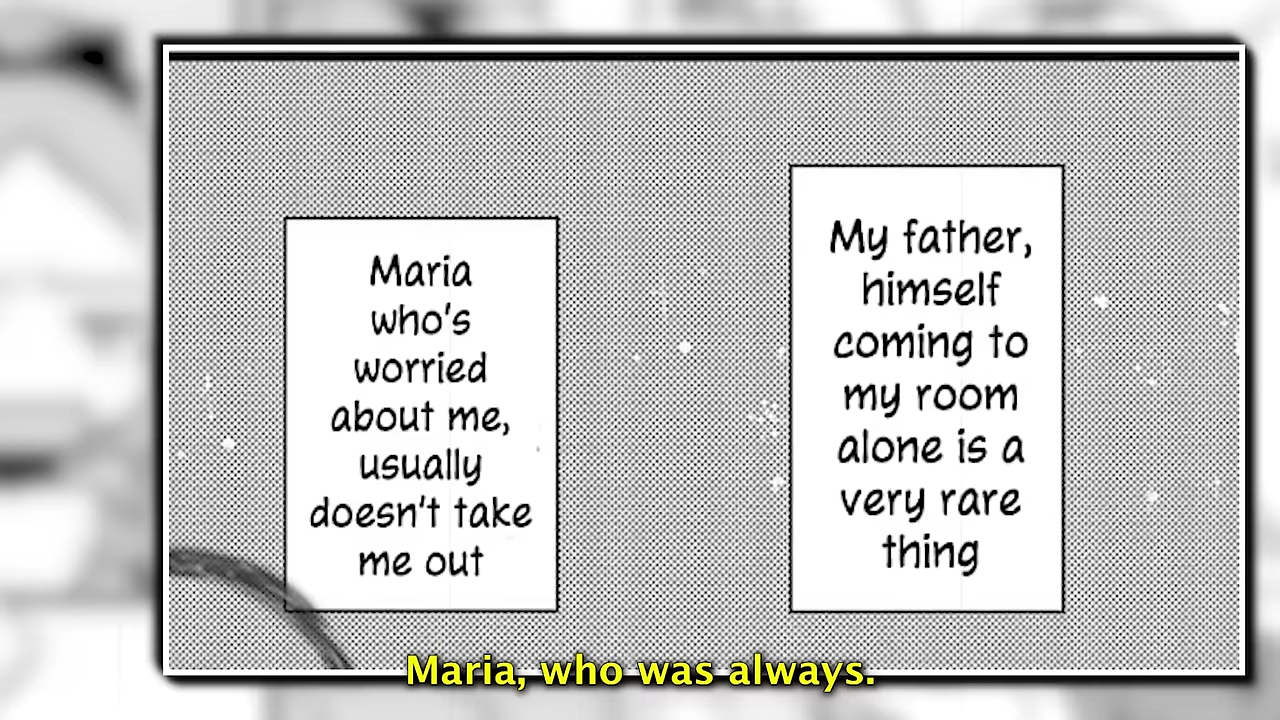 My father,
himself
coming to
my room
alone is a
very rare
thing
Maria
who's
worried
about me,
usually
doesn't take
me out
Maria, who was always.